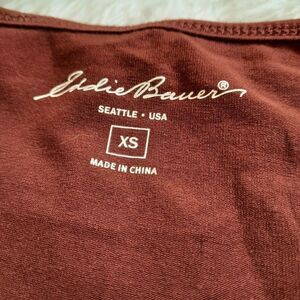 Eddie Bauer®
SEATTLE • USA
XS
MADE IN CHINA